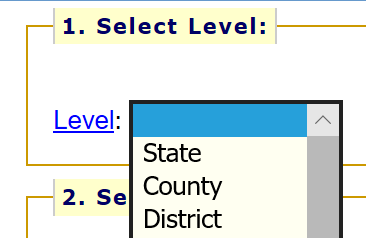 1. Select Level:
Level:
State
County
2. Se
District